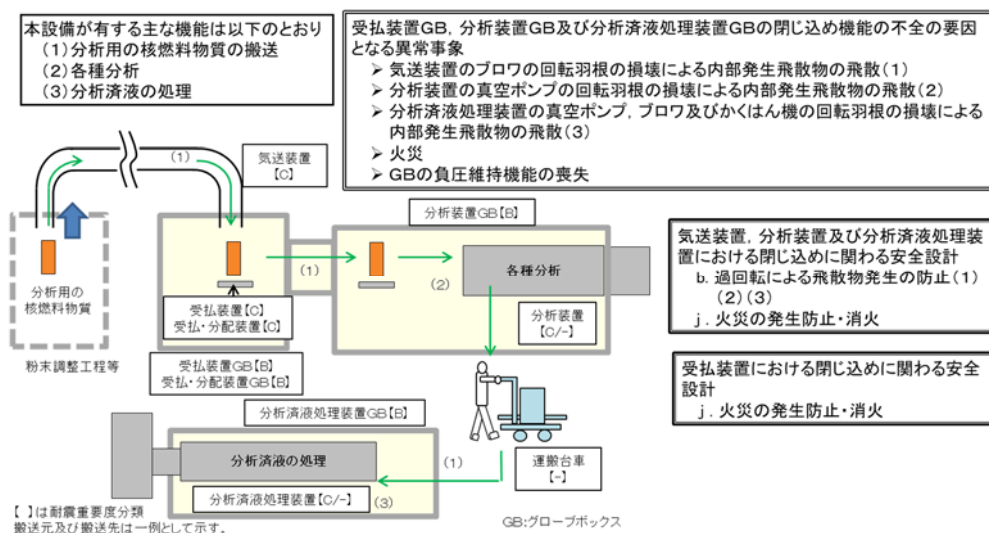 本設備が有する主な機能は以下のとおり
(1)分析用の核燃料物質の搬送
(2)各種分析
(3)分析済液の処理
受払装置GB,分析装置GB及び分析済液処理装置GBの閉じ込め機能の不全の要因
となる異常事象
➤ 気送装置のブロワの回転羽根の損壊による内部発生飛散物の飛散(1)
➤ 分析装置の真空ポンプの回転羽根の損壊による内部発生飛散物の飛散(2)
➤ 分析済液処理装置の真空ポンプ,ブロワ及びかくはん機の回転羽根の損壊による
内部発生飛散物の飛散(3)
➤ 火災
➤ GBの負圧維持機能の喪失
(1)
気送装置
【C】
分析装置GB【B】
分析用の
核燃料物質
粉末調整工程等
(1)
(2)
各種分析
受払装置【C】
受払・分配装置【C】
分析装置
【C/-】
受払装置GB【B】
受払・分配装置GB【B】
気送装置,分析装置及び分析済液処理装
置における閉じ込めに関わる安全設計
b. 過回転による飛散物発生の防止(1)
(2)(3)
j. 火災の発生防止・消火
受払装置における閉じ込めに関わる安全
設計
j. 火災の発生防止・消火
分析済液処理装置GB【B】
分析済液の処理
(1)
運搬台車
【-】
分析済液処理装置【C/-】
(3)
【 】は耐震重要度分類
搬送元及び搬送先は一例として示す。
GB:グローブボックス